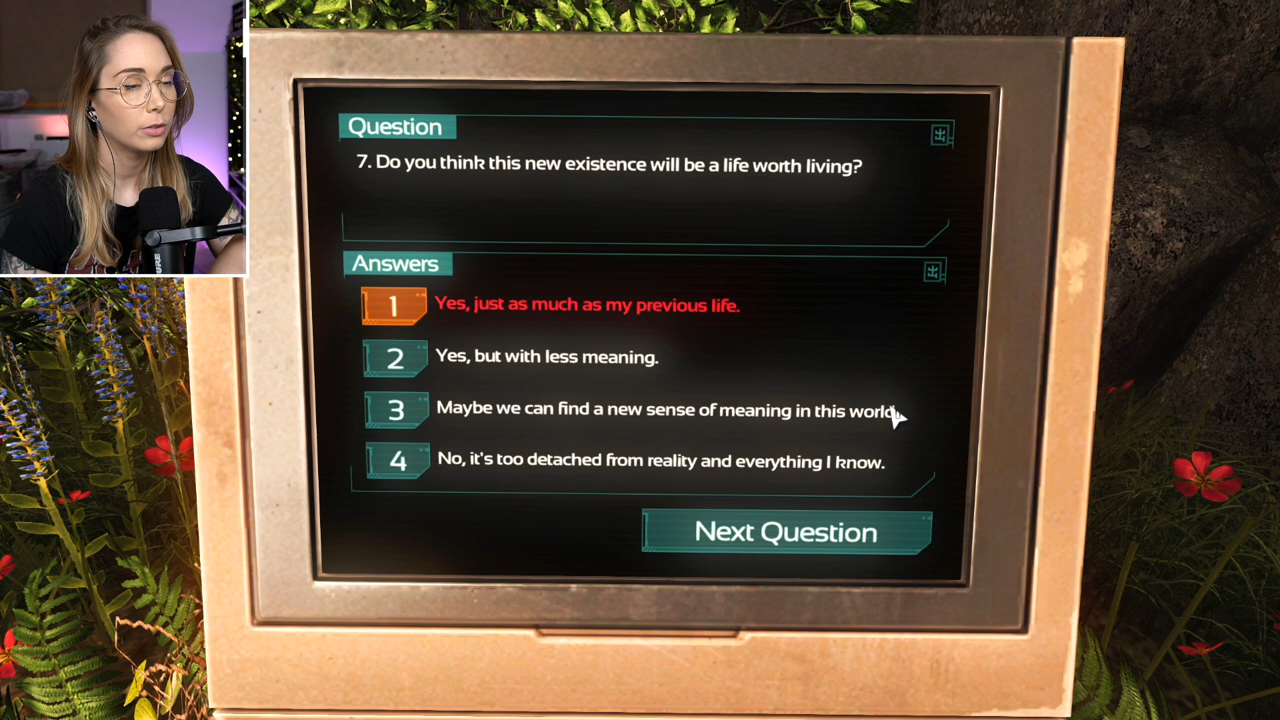 Question
7. Do you think this new existence will be a life worth living?
Answers
1 Yes, just as much as my previous life.
2 Yes, but with less meaning.
3 Maybe we can find a new sense of meaning in this world.
4 No, it's too detached from reality and everything I know.
Next Question